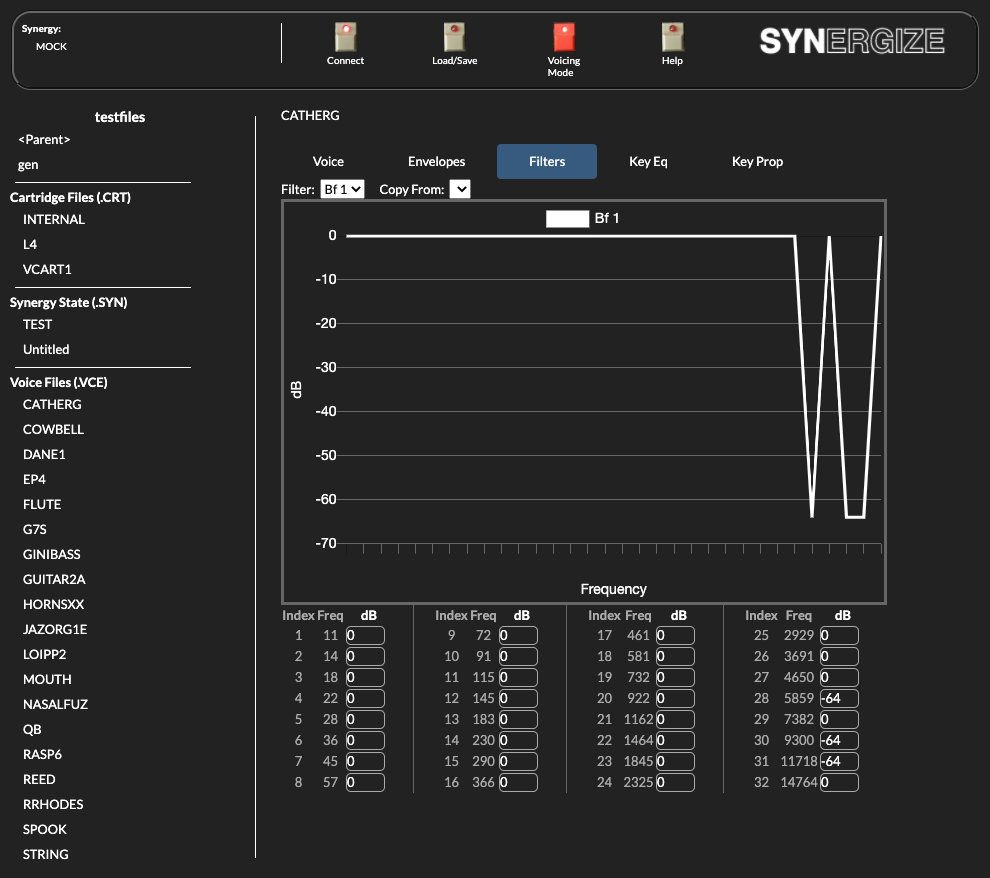 Synergy:
MOCK
Connect
Load/Save
Voicing
Mode
Help
SYNERGIZE
testfiles
<Parent>
gen
Cartridge Files (.CRT)
INTERNAL
L4
VCART1
Synergy State (.SYN)
TEST
Untitled
Voice Files (.VCE)
CATHERG
COWBELL
DANE1
EP4
FLUTE
G7S
GINIBASS
GUITAR2A
HORNSXX
JAZORG1E
LOIPP2
MOUTH
NASALFUZ
QB
RASP6
REED
RRHODES
SPOOK
STRING
CATHERG
Voice Envelopes Filters Key Eq Key Prop
Filter: Bf 1 Copy From:
Bf 1
0
-10
-20
-30
-40
-50
-60
-70
dB
Frequency
Index Freq dB Index Freq dB Index Freq dB Index Freq dB
1 11 0 9 72 0 17 461 0 25 2929 0
2 14 0 10 91 0 18 581 0 26 3691 0
3 18 0 11 115 0 19 732 0 27 4650 0
4 22 0 12 145 0 20 922 0 28 5859 -64
5 28 0 13 183 0 21 1162 0 29 7382 0
6 36 0 14 230 0 22 1464 0 30 9300 -64
7 45 0 15 290 0 23 1845 0 31 11718 -64
8 57 0 16 366 0 24 2325 0 32 14764 0